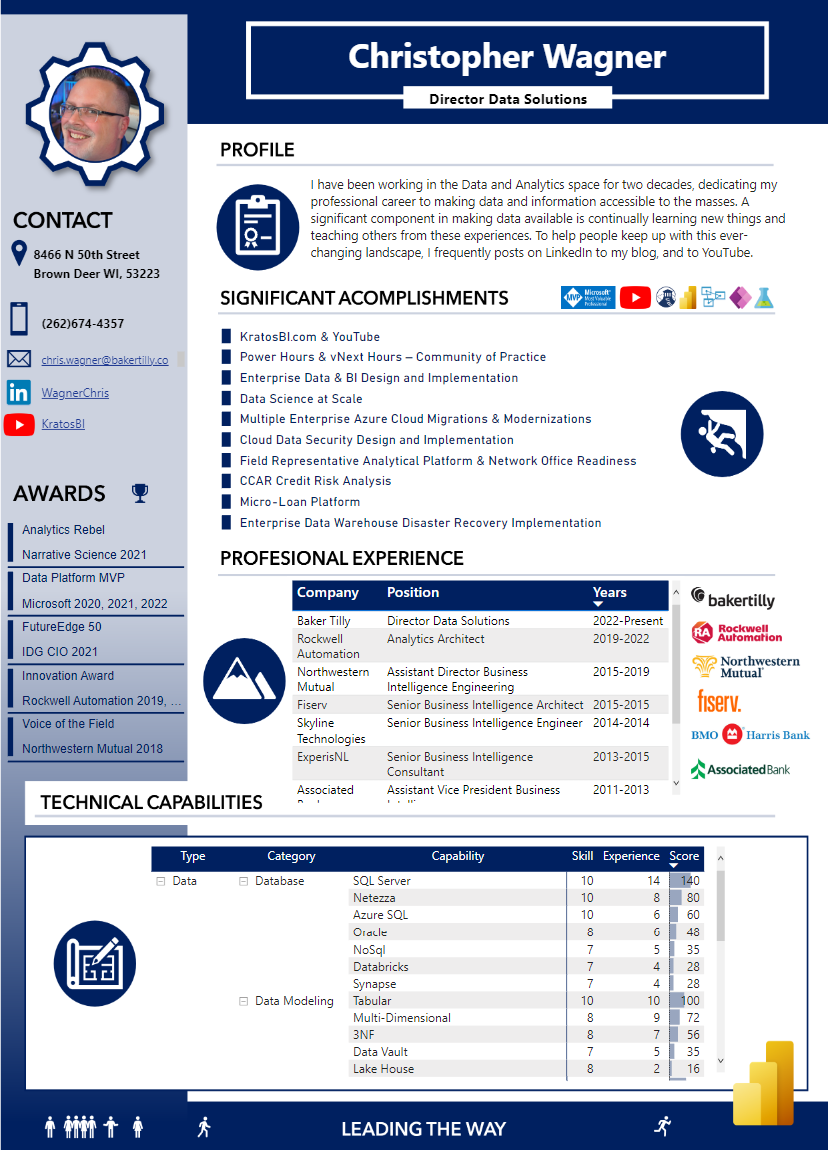 Christopher Wagner
Director Data Solutions
CONTACT
8466 N 50th Street
Brown Deer WI, 53223
(262)674-4357
chris.wagner@bakertilly.co
WagnerChris
KratosBI
AWARDS
Analytics Rebel
Narrative Science 2021
Data Platform MVP
Microsoft 2020, 2021, 2022
FutureEdge 50
IDG CIO 2021
Innovation Award
Rockwell Automation 2019, ...
Voice of the Field
Northwestern Mutual 2018
PROFILE
I have been working in the Data and Analytics space for two decades, dedicating my
professional career to making data and information accessible to the masses. A
significant component in making data available is continually learning new things and
teaching others from these experiences. To help people keep up with this ever-
changing landscape, I frequently posts on LinkedIn to my blog, and to YouTube.
SIGNIFICANT ACOMPLISHMENTS
MVP Microsoft® Most Valuable Professional
KratosBI.com & YouTube
Power Hours & vNext Hours – Community of Practice
Enterprise Data & BI Design and Implementation
Data Science at Scale
Multiple Enterprise Azure Cloud Migrations & Modernizations
Cloud Data Security Design and Implementation
Field Representative Analytical Platform & Network Office Readiness
CCAR Credit Risk Analysis
Micro-Loan Platform
Enterprise Data Warehouse Disaster Recovery Implementation
PROFESIONAL EXPERIENCE
Company Position Years
Baker Tilly Director Data Solutions 2022-Present
Rockwell Automation Analytics Architect 2019-2022
Northwestern Mutual Assistant Director Business Intelligence Engineering 2015-2019
Fiserv Senior Business Intelligence Architect 2015-2015
Skyline Technologies Senior Business Intelligence Engineer 2014-2014
ExperisNL Senior Business Intelligence Consultant 2013-2015
Associated Assistant Vice President Business 2011-2013
bakertilly
RA Rockwell Automation
Northwestern Mutual®
fiserv.
BMO Harris Bank
AssociatedBank
TECHNICAL CAPABILITIES
Type Category Capability Skill Experience Score
Data Database SQL Server 10 14 140
Netezza 10 8 80
Azure SQL 10 6 60
Oracle 8 6 48
NoSql 7 5 35
Databricks 7 4 28
Synapse 7 4 28
Data Modeling Tabular 10 10 100
Multi-Dimensional 8 9 72
3NF 8 7 56
Data Vault 7 5 35
Lake House 8 2 16
LEADING THE WAY